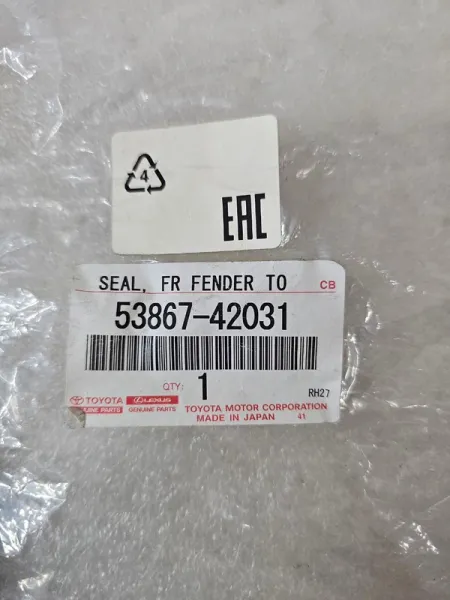 4
EAC
SEAL, FR FENDER TO CB
53867-42031
QTY: 1 RH27
TOYOTA LEXUS TOYOTA MOTOR CORPORATION
PARTS GENUINE PARTS MADE IN JAPAN 41